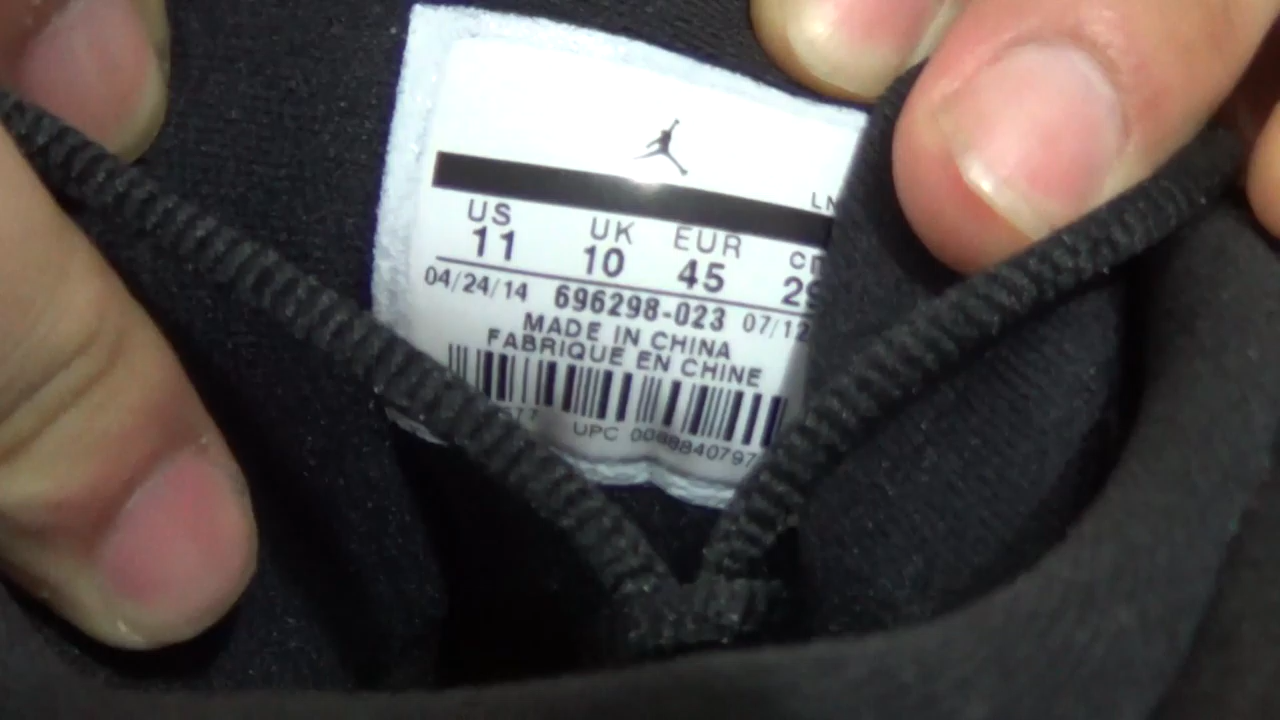 LN
US UK EUR
11 10 45
04/24/14 696298-023 07/12
MADE IN CHINA
FABRIQUE EN CHINE
UPC